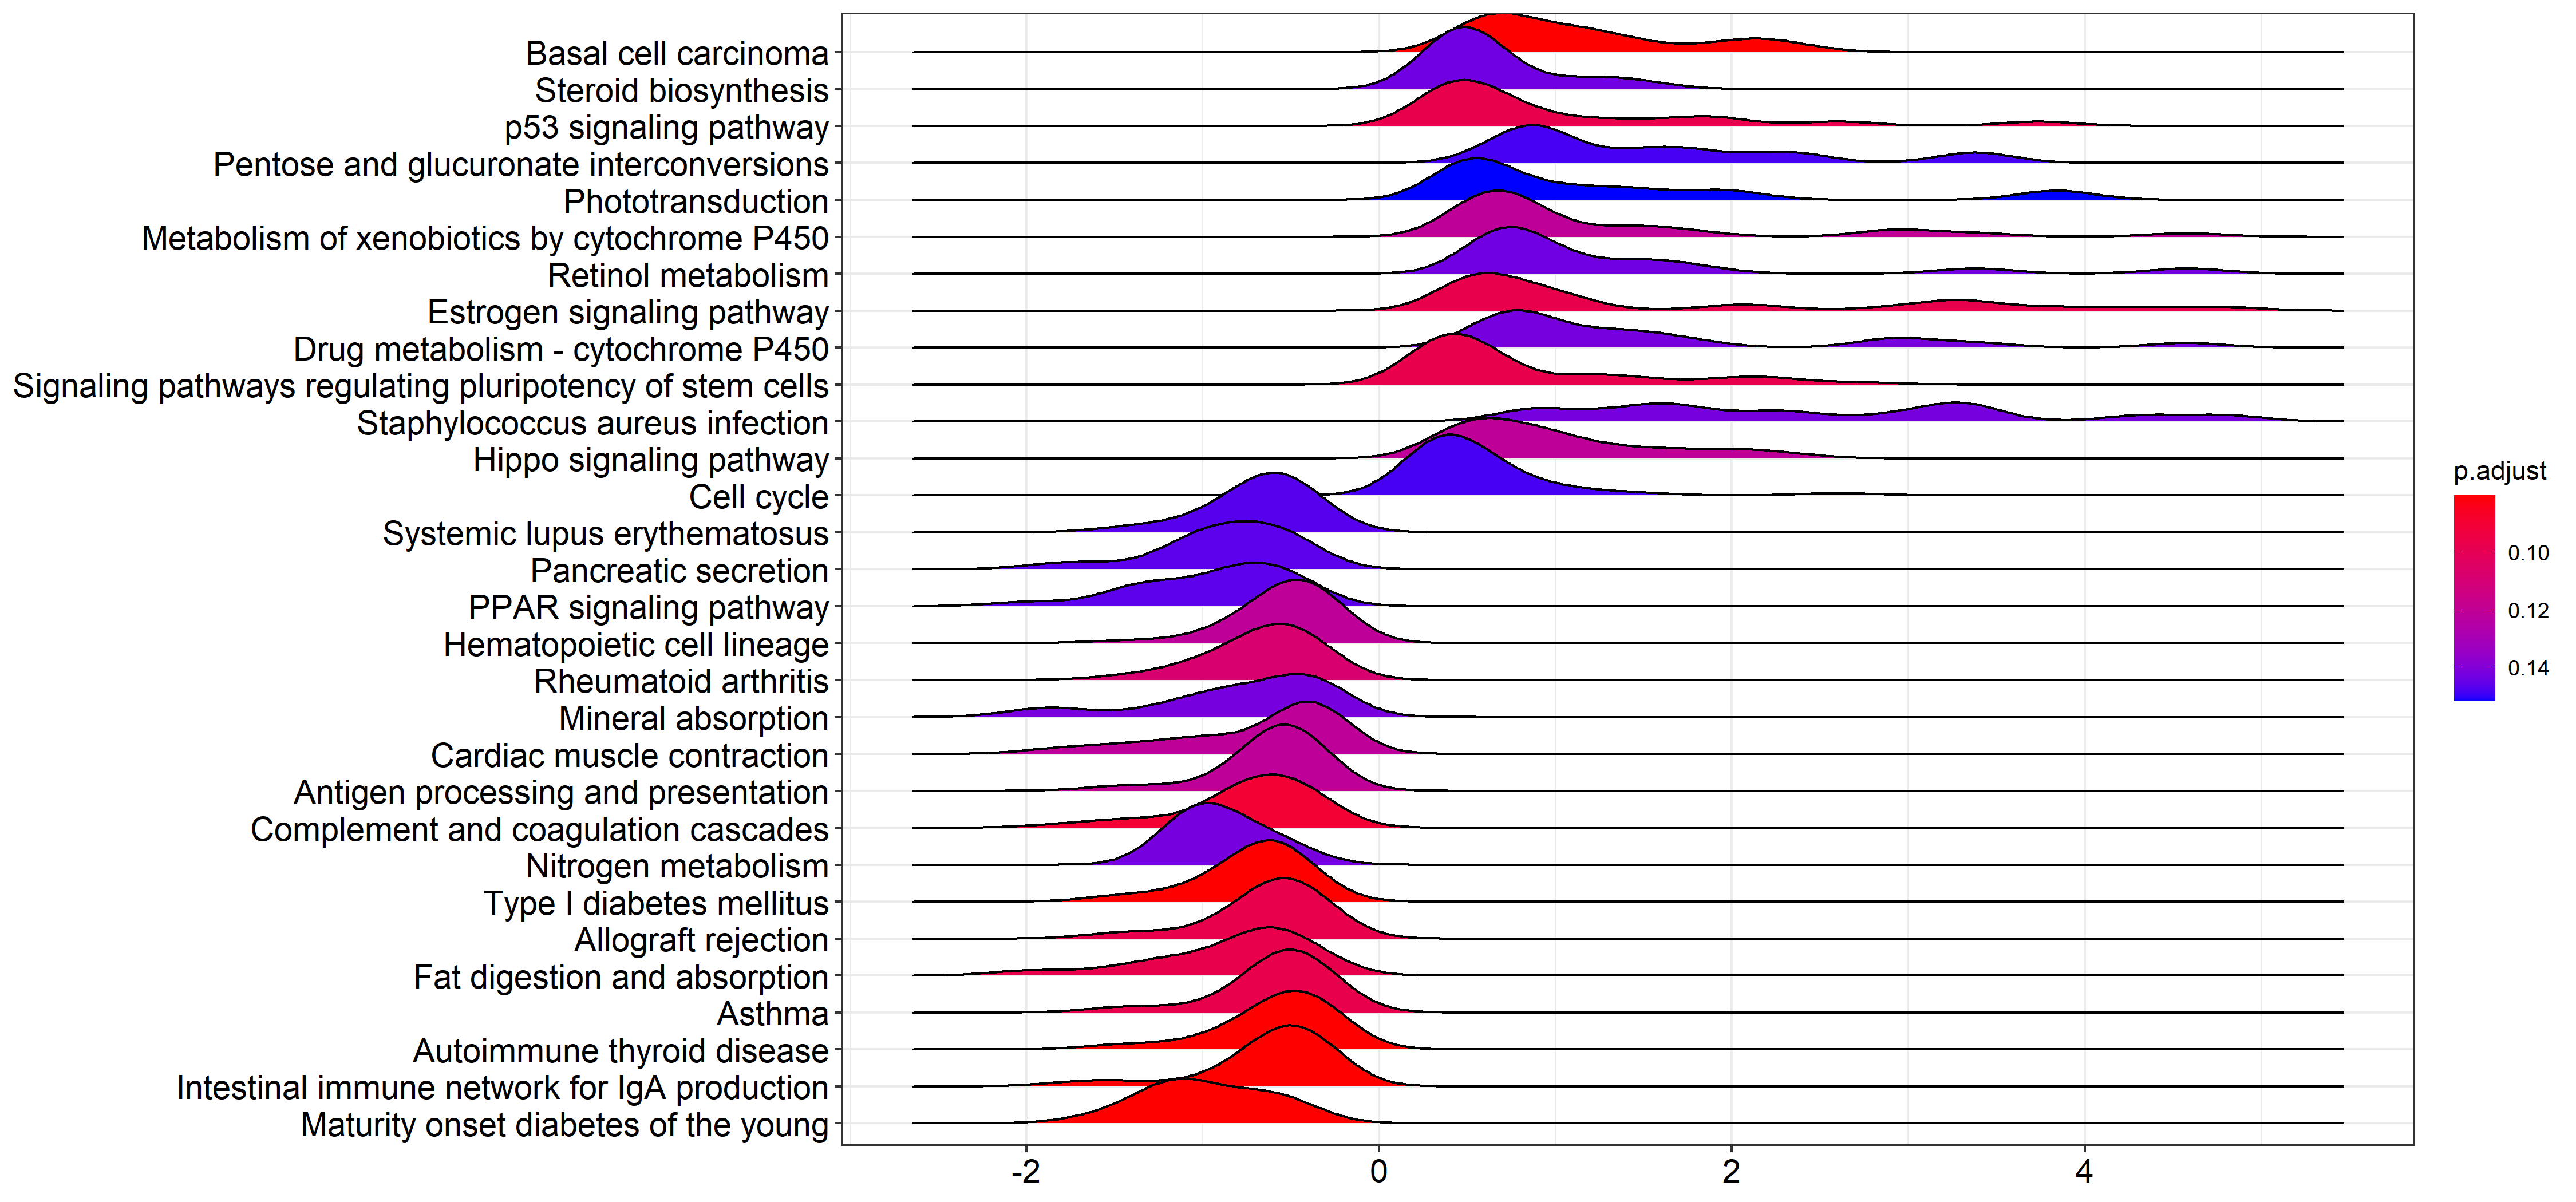 Basal cell carcinoma
Steroid biosynthesis
p53 signaling pathway
Pentose and glucuronate interconversions
Phototransduction
Metabolism of xenobiotics by cytochrome P450
Retinol metabolism
Estrogen signaling pathway
Drug metabolism - cytochrome P450
Signaling pathways regulating pluripotency of stem cells
Staphylococcus aureus infection
Hippo signaling pathway
Cell cycle
Systemic lupus erythematosus
Pancreatic secretion
PPAR signaling pathway
Hematopoietic cell lineage
Rheumatoid arthritis
Mineral absorption
Cardiac muscle contraction
Antigen processing and presentation
Complement and coagulation cascades
Nitrogen metabolism
Type I diabetes mellitus
Allograft rejection
Fat digestion and absorption
Asthma
Autoimmune thyroid disease
Intestinal immune network for IgA production
Maturity onset diabetes of the young
-2 0 2 4
p.adjust
0.10
0.12
0.14